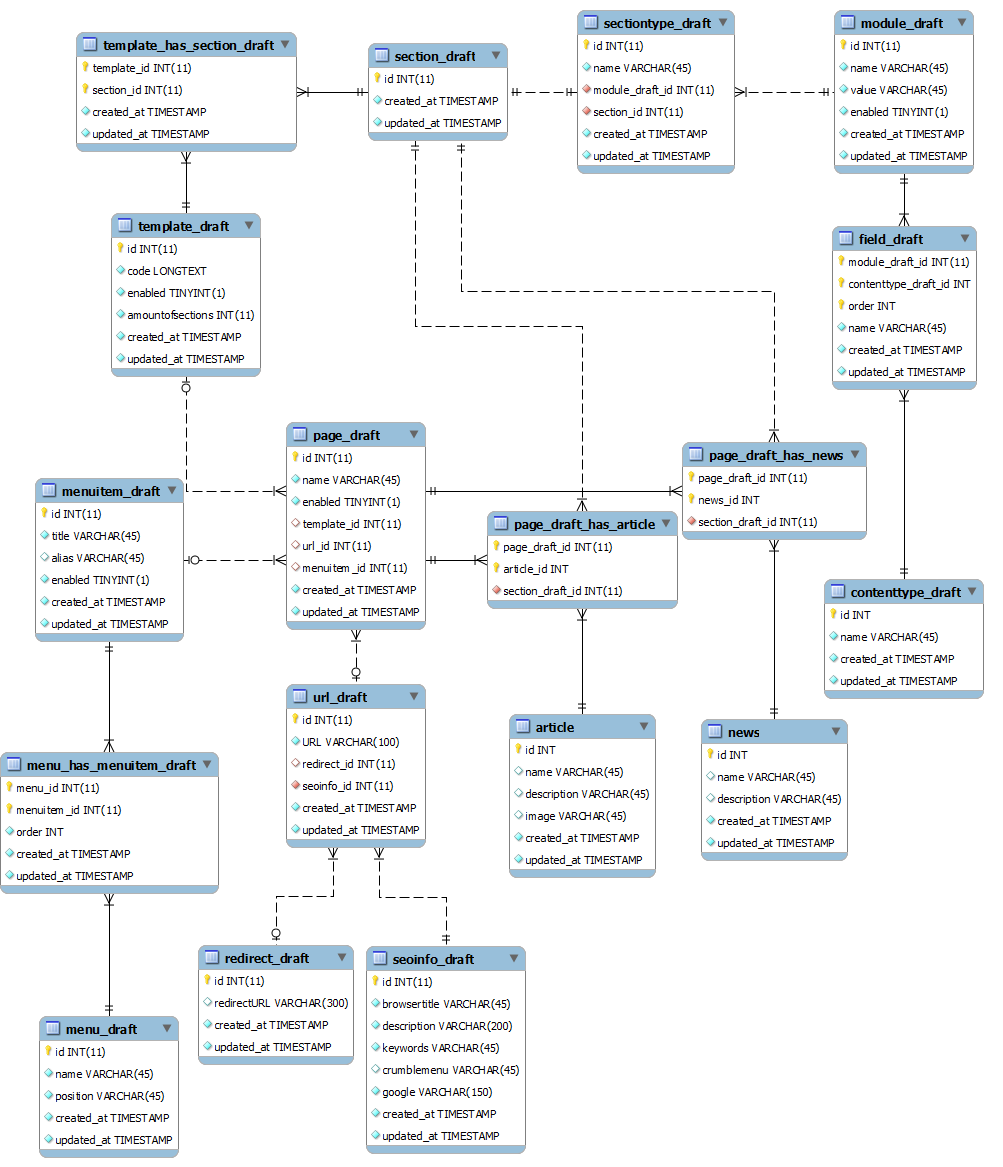 template_has_section_draft
template_id INT(11)
section_id INT(11)
created_at TIMESTAMP
updated_at TIMESTAMP
section_draft
id INT(11)
created_at TIMESTAMP
updated_at TIMESTAMP
sectiontype_draft
id INT(11)
name VARCHAR(45)
module_draft_id INT(11)
section_id INT(11)
created_at TIMESTAMP
updated_at TIMESTAMP
module_draft
id INT(11)
name VARCHAR(45)
value VARCHAR(45)
enabled TINYINT(1)
created_at TIMESTAMP
updated_at TIMESTAMP
template_draft
id INT(11)
code LONGTEXT
enabled TINYINT(1)
amountofsections INT(11)
created_at TIMESTAMP
updated_at TIMESTAMP
field_draft
module_draft_id INT(11)
contenttype_draft_id INT
order INT
name VARCHAR(45)
created_at TIMESTAMP
updated_at TIMESTAMP
page_draft
id INT(11)
name VARCHAR(45)
enabled TINYINT(1)
template_id INT(11)
url_id INT(11)
menuitem_id INT(11)
created_at TIMESTAMP
updated_at TIMESTAMP
page_draft_has_news
page_draft_id INT(11)
news_id INT
section_draft_id INT(11)
menuitem_draft
id INT(11)
title VARCHAR(45)
alias VARCHAR(45)
enabled TINYINT(1)
created_at TIMESTAMP
updated_at TIMESTAMP
page_draft_has_article
page_draft_id INT(11)
article_id INT
section_draft_id INT(11)
contenttype_draft
id INT
name VARCHAR(45)
created_at TIMESTAMP
updated_at TIMESTAMP
url_draft
id INT(11)
URL VARCHAR(100)
redirect_id INT(11)
seoinfo_id INT(11)
created_at TIMESTAMP
updated_at TIMESTAMP
article
id INT
name VARCHAR(45)
description VARCHAR(45)
image VARCHAR(45)
created_at TIMESTAMP
updated_at TIMESTAMP
news
id INT
name VARCHAR(45)
description VARCHAR(45)
created_at TIMESTAMP
updated_at TIMESTAMP
menu_has_menuitem_draft
menu_id INT(11)
menuitem_id INT(11)
order INT
created_at TIMESTAMP
updated_at TIMESTAMP
redirect_draft
id INT(11)
redirectURL VARCHAR(300)
created_at TIMESTAMP
updated_at TIMESTAMP
seoinfo_draft
id INT(11)
browsertitle VARCHAR(45)
description VARCHAR(200)
keywords VARCHAR(45)
crumblemenu VARCHAR(45)
google VARCHAR(150)
created_at TIMESTAMP
updated_at TIMESTAMP
menu_draft
id INT(11)
name VARCHAR(45)
position VARCHAR(45)
created_at TIMESTAMP
updated_at TIMESTAMP